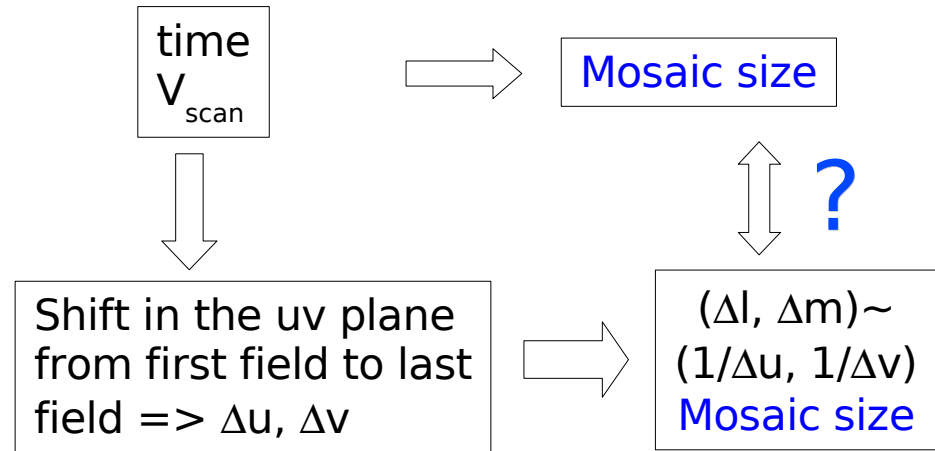 time
V_scan
Mosaic size
?
Shift in the uv plane
from first field to last
field => Δu, Δv
(Δl, Δm)~
(1/Δu, 1/Δv)
Mosaic size